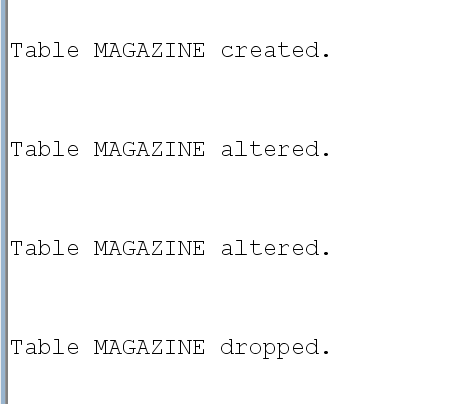 Table MAGAZINE created.
Table MAGAZINE altered.
Table MAGAZINE altered.
Table MAGAZINE dropped.